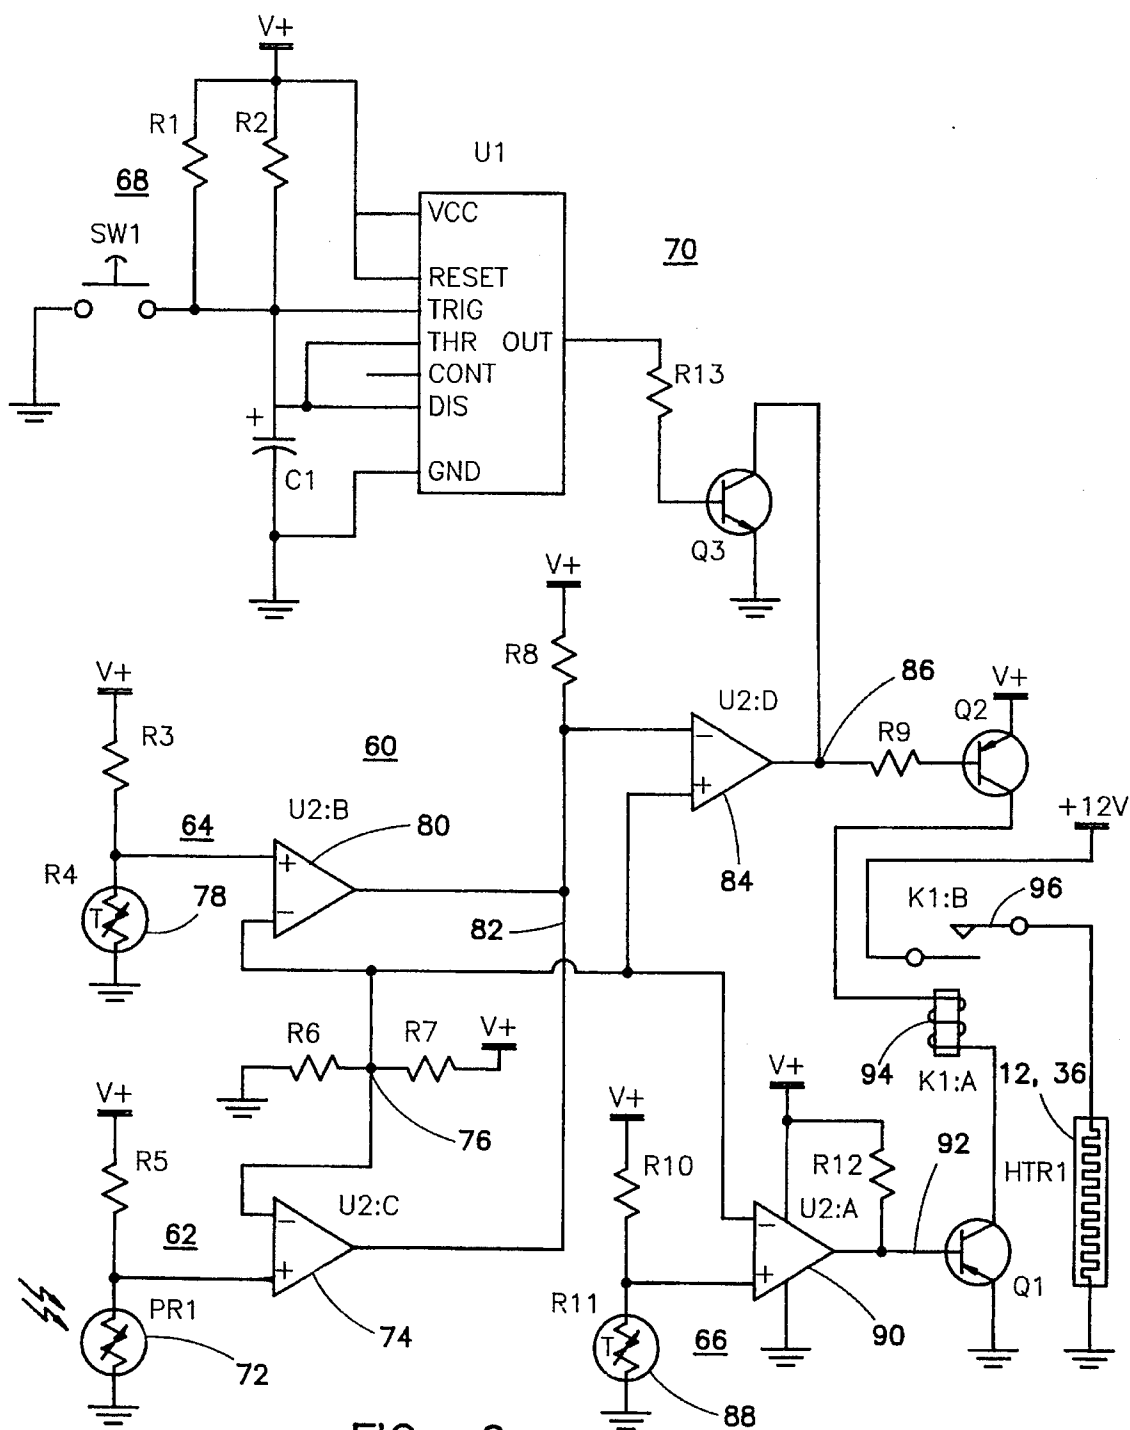 V+
R1
R2
U1
68
VCC
SW1
70
RESET
TRIG
THR
OUT
CONT
R13
+
DIS
C1
GND
Q3
V+
R8
V+
86
V+
U2:D
Q2
R3
R9
60
−
+12V
U2:B
+
64
80
84
R4
+
K1:B
96
78
T
−
82
R6
R7
V+
94
K1:A
12, 36
V+
V+
V+
76
92
R5
R10
R12
HTR1
U2:C
U2:A
−
−
62
+
+
Q1
PR1
R11
74
T
66
90
72
88